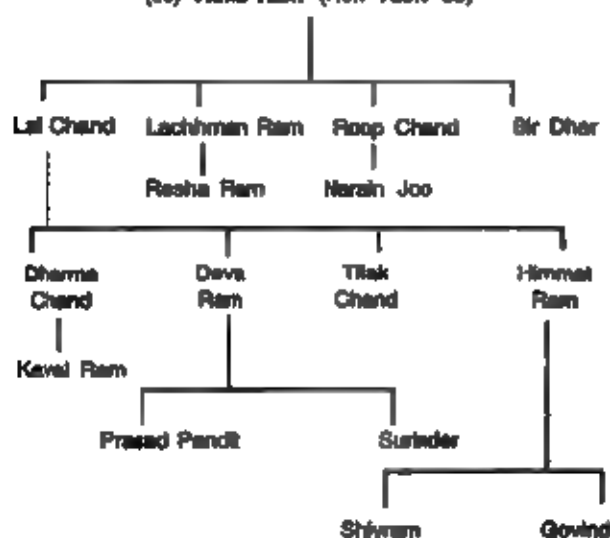 Lal Chand Lachhman Ram Roop Chand Bir Dhar
Resha Ram Narain Joo
Dharma Deva Tilak Himmat
Chand Ram Chand Ram
Keval Ram
Prasad Pandit Surinder
Shivram Govind